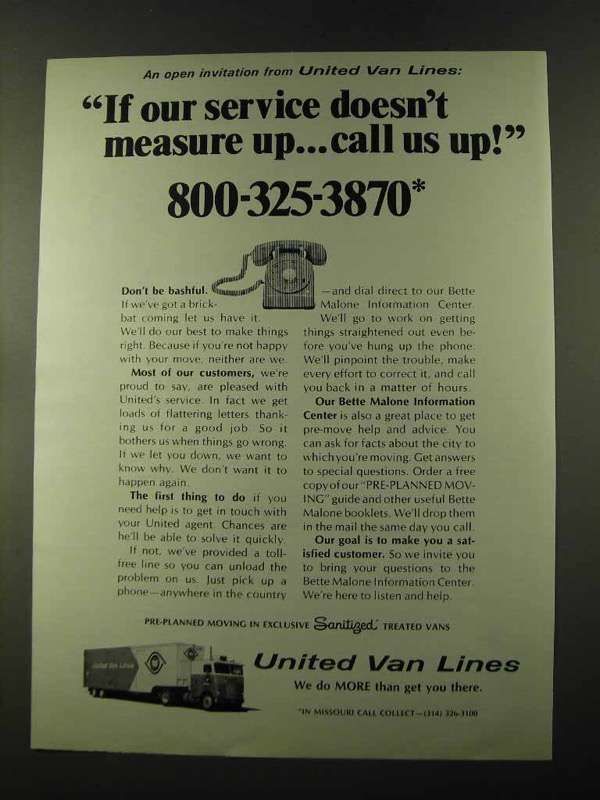 An open invitation from United Van Lines:
“If our service doesn’t
measure up...call us up!”
800-325-3870*
Don’t be bashful.
If we’ve got a brick-
bat coming let us have it.
We’ll do our best to make things
right. Because if you’re not happy
with your move, neither are we.
Most of our customers, we’re
proud to say, are pleased with
United’s service. In fact we get
loads of flattering letters thank-
ing us for a good job. So it
bothers us when things go wrong.
If we let you down, we want to
know why. We don’t want it to
happen again.
The first thing to do if you
need help is to get in touch with
your United agent. Chances are
he’ll be able to solve it quickly.
If not, we’ve provided a toll-
free line so you can unload the
problem on us. Just pick up a
phone—anywhere in the country
—and dial direct to our Bette
Malone Information Center.
We’ll go to work on getting
things straightened out even be-
fore you’ve hung up the phone.
We’ll pinpoint the trouble, make
every effort to correct it, and call
you back in a matter of hours.
Our Bette Malone Information
Center is also a great place to get
pre-move help and advice. You
can ask for facts about the city to
which you’re moving. Get answers
to special questions. Order a free
copy of our “PRE-PLANNED MOV-
ING” guide and other useful Bette
Malone booklets. We’ll drop them
in the mail the same day you call.
Our goal is to make you a sat-
isfied customer. So we invite you
to bring your questions to the
Bette Malone Information Center.
We’re here to listen and help.
PRE-PLANNED MOVING IN EXCLUSIVE Sanitized TREATED VANS
United Van Lines
United Van Lines
We do MORE than get you there.
*IN MISSOURI CALL COLLECT—(314) 326-3100